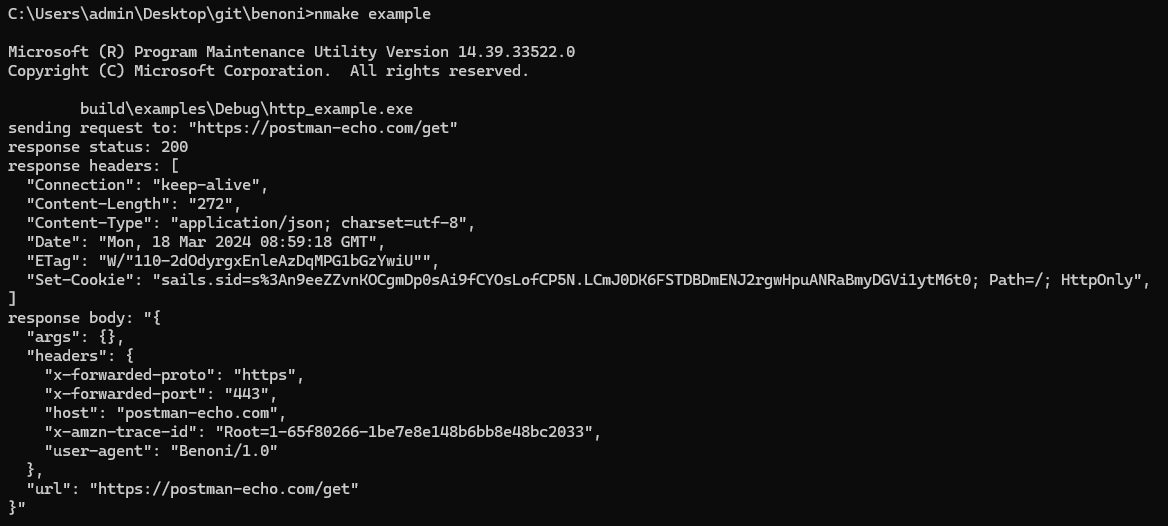 C:\Users\admin\Desktop\git\benoni>nmake example
Microsoft (R) Program Maintenance Utility Version 14.39.33522.0
Copyright (C) Microsoft Corporation.  All rights reserved.
        build\examples\Debug\http_example.exe
sending request to: "https://postman-echo.com/get"
response status: 200
response headers: [
  "Connection": "keep-alive",
  "Content-Length": "272",
  "Content-Type": "application/json; charset=utf-8",
  "Date": "Mon, 18 Mar 2024 08:59:18 GMT",
  "ETag": "W/"110-2dOdyrgxEnleAzDqMPG1bGzYwiU"",
  "Set-Cookie": "sails.sid=s%3An9eeZZvnKOCgmDp0sAi9fCYOsLofCP5N.LCmJ0DK6FSTDBDmENJ2rgwHpuANRaBmyDGVi1ytM6t0; Path=/; HttpOnly",
]
response body: "{
  "args": {},
  "headers": {
    "x-forwarded-proto": "https",
    "x-forwarded-port": "443",
    "host": "postman-echo.com",
    "x-amzn-trace-id": "Root=1-65f80266-1be7e8e148b6bb8e48bc2033",
    "user-agent": "Benoni/1.0"
  },
  "url": "https://postman-echo.com/get"
}"